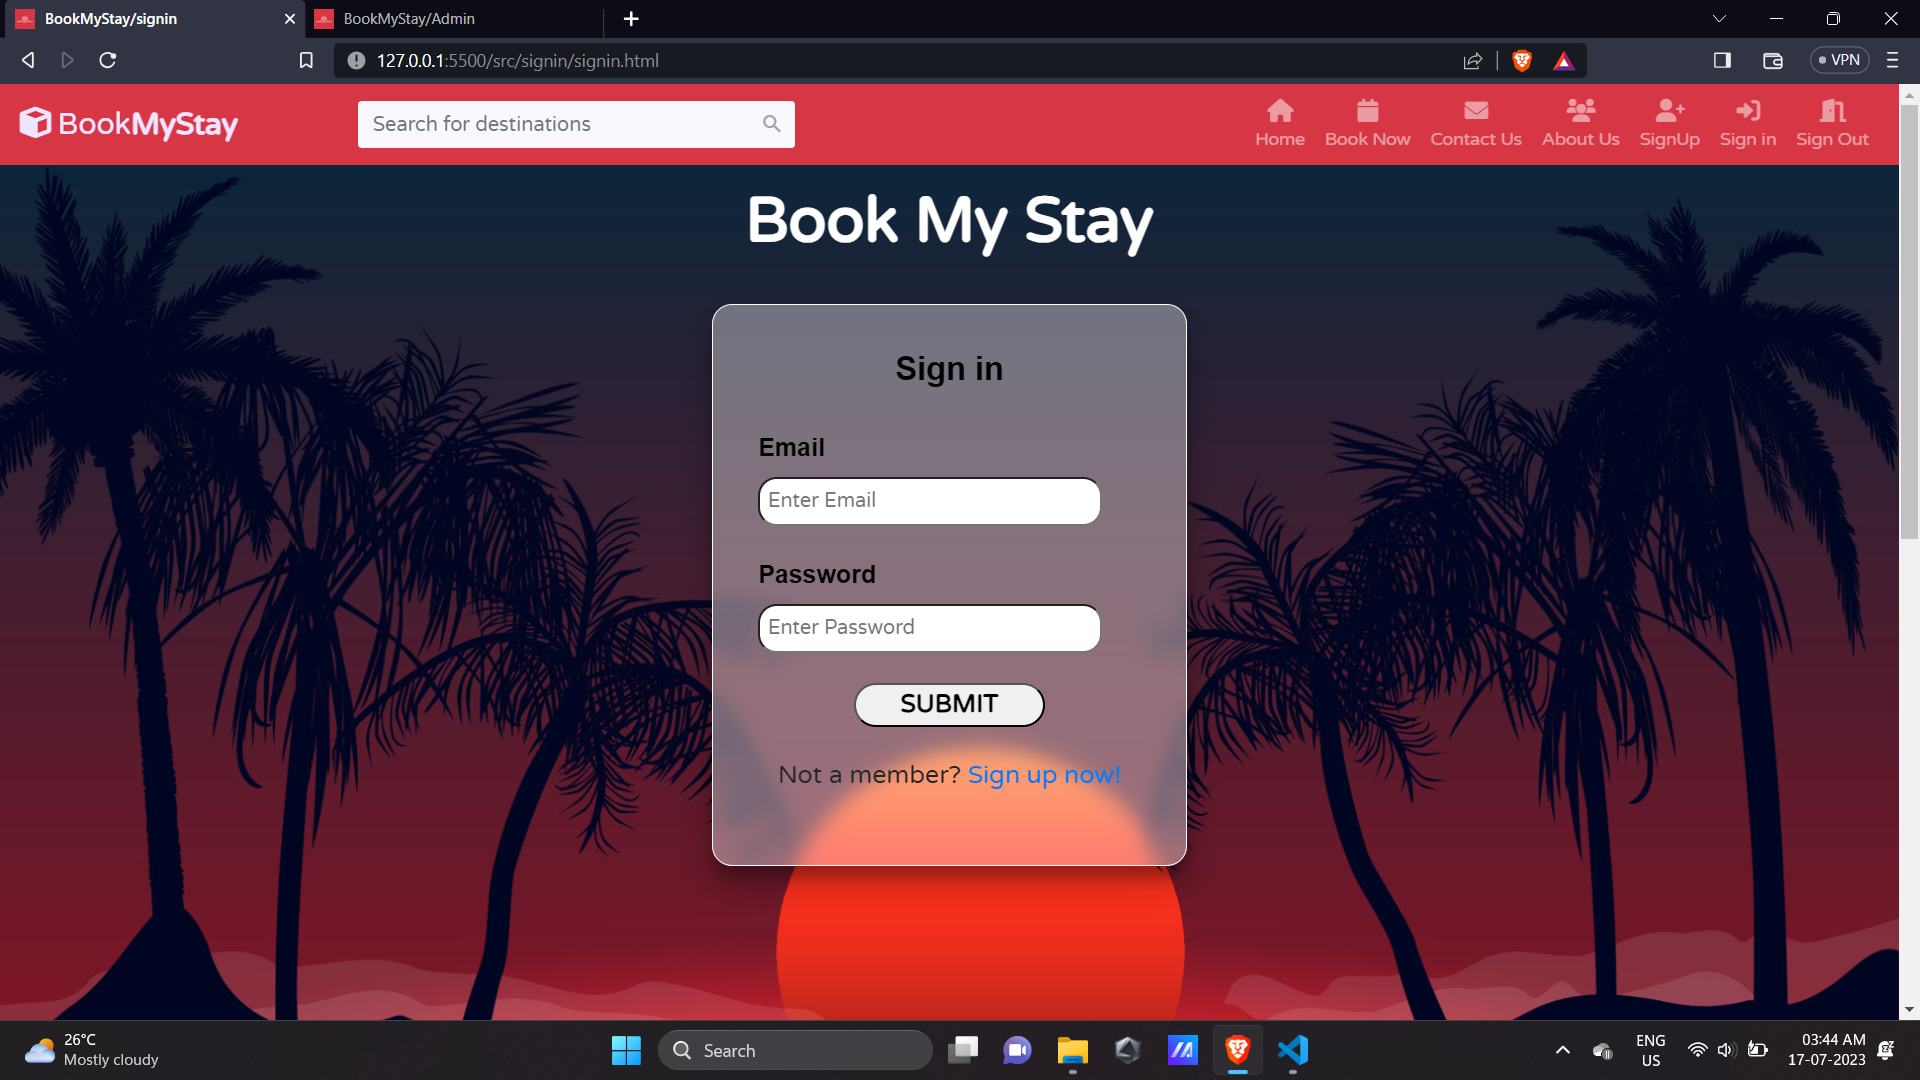 BookMyStay/signin
BookMyStay/Admin
127.0.0.1:5500/src/signin/signin.html
VPN
BookMyStay
Search for destinations
Home
Book Now
Contact Us
About Us
SignUp
Sign in
Sign Out
Book My Stay
Sign in
Email
Enter Email
Password
Enter Password
SUBMIT
Not a member? Sign up now!
26°C
Mostly cloudy
Search
ENG
US
03:44 AM
17-07-2023